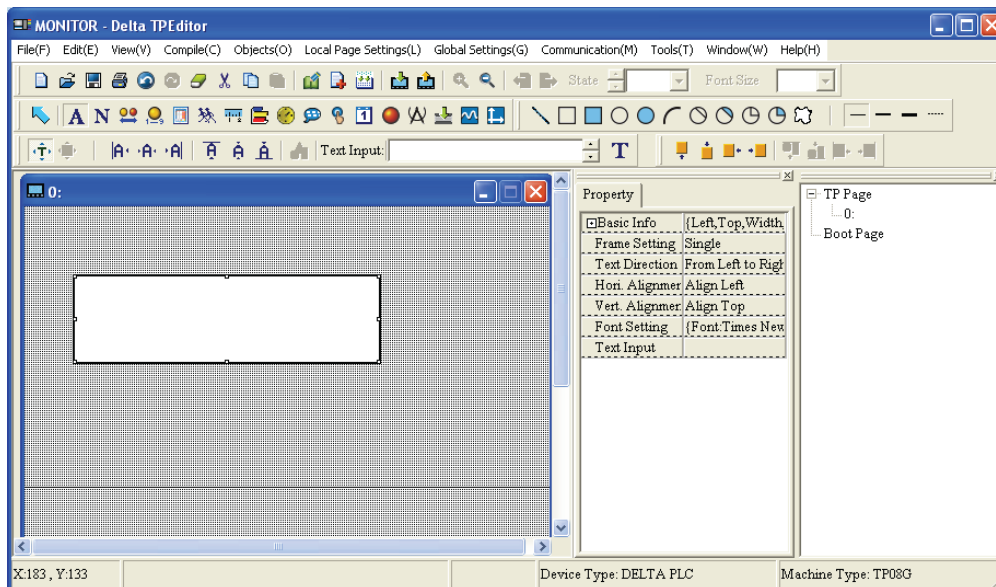 MONITOR - Delta TPEditor
File(F) Edit(E) View(V) Compile(C) Objects(O) Local Page Settings(L) Global Settings(G) Communication(M) Tools(T) Window(W) Help(H)
State Font Size
A N
A A A A A A Text Input: T
0:
Property
Basic Info {Left,Top,Width,
Frame Setting Single
Text Direction From Left to Righ
Hori. Alignmer Align Left
Vert. Alignmer Align Top
Font Setting {Font:Times New
Text Input
TP Page
0:
Boot Page
X:183 , Y:133 Device Type: DELTA PLC Machine Type: TP08G